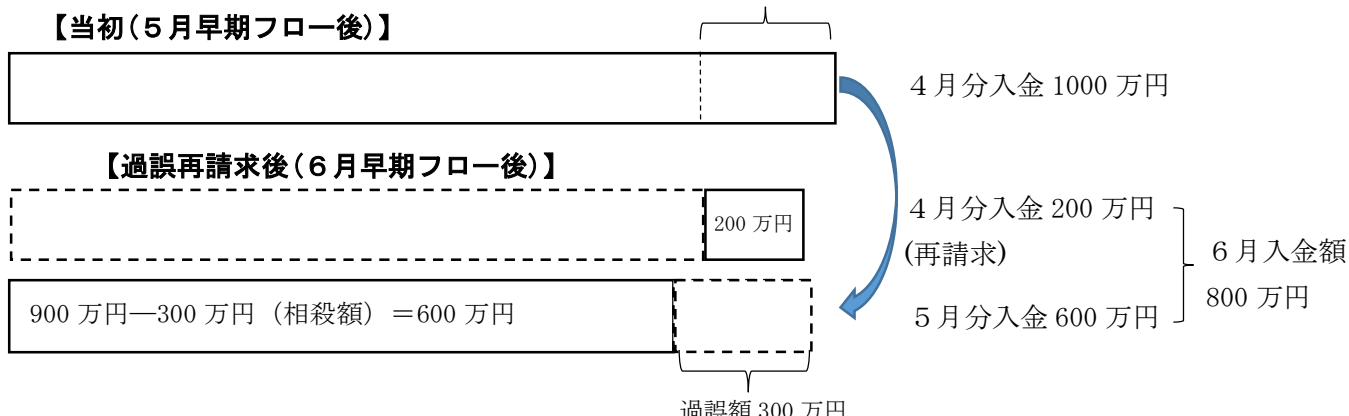 【当初（５月早期フロー後）】
４月分入金 1000 万円
【過誤再請求後（６月早期フロー後）】
200 万円
４月分入金 200 万円
(再請求)
６月入金額
800 万円
900 万円―300 万円（相殺額）＝600 万円
５月分入金 600 万円
過誤額 300 万円